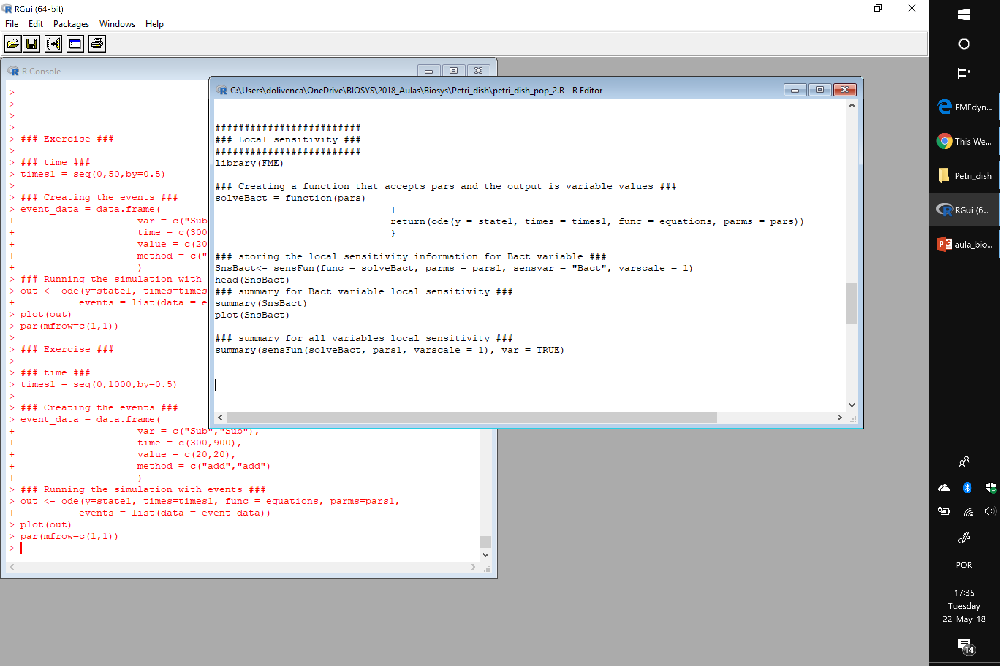 RGui (64-bit)
File Edit Packages Windows Help
R Console
>
>
>
>
> ### Exercise ###
>
> ### time ###
> times1 = seq(0,50,by=0.5)
>
> ### Creating the events ###
> event_data = data.frame(
+ var = c("Sub
+ time = c(300
+ value = c(20
+ method = c("
+ )
> ### Running the simulation with
> out <- ode(y=state1, times=times
+ events = list(data = e
> plot(out)
> par(mfrow=c(1,1))
>
> ### Exercise ###
>
> ### time ###
> times1 = seq(0,1000,by=0.5)
>
> ### Creating the events ###
> event_data = data.frame(
+ var = c("Sub","Sub"),
+ time = c(300,900),
+ value = c(20,20),
+ method = c("add","add")
+ )
> ### Running the simulation with events ###
> out <- ode(y=state1, times=times1, func = equations, parms=pars1,
+ events = list(data = event_data))
> plot(out)
> par(mfrow=c(1,1))
>
C:\Users\dolivenca\OneDrive\BIOSYS\2018_Aulas\Biosys\Petri_dish\petri_dish_pop_2.R - R Editor
#########################
### Local sensitivity ###
#########################
library(FME)
### Creating a function that accepts pars and the output is variable values ###
solveBact = function(pars)
{
return(ode(y = state1, times = times1, func = equations, parms = pars))
}
### storing the local sensitivity information for Bact variable ###
SnsBact<- sensFun(func = solveBact, parms = pars1, sensvar = "Bact", varscale = 1)
head(SnsBact)
### summary for Bact variable local sensitivity ###
summary(SnsBact)
plot(SnsBact)
### summary for all variables local sensitivity ###
summary(sensFun(solveBact, pars1, varscale = 1), var = TRUE)
FMEdyn...
This We...
Petri_dish
RGui (6...
aula_bio...
POR
17:35
Tuesday
22-May-18
14